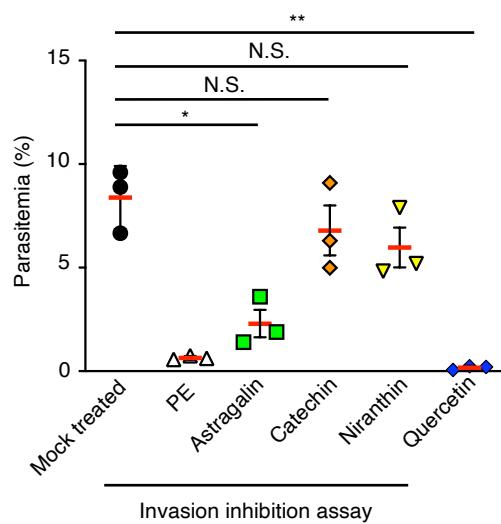 **
N.S.
N.S.
*
15
10
5
0
Parasitemia (%)
Mock treated
PE
Astragalin
Catechin
Niranthin
Quercetin
Invasion inhibition assay